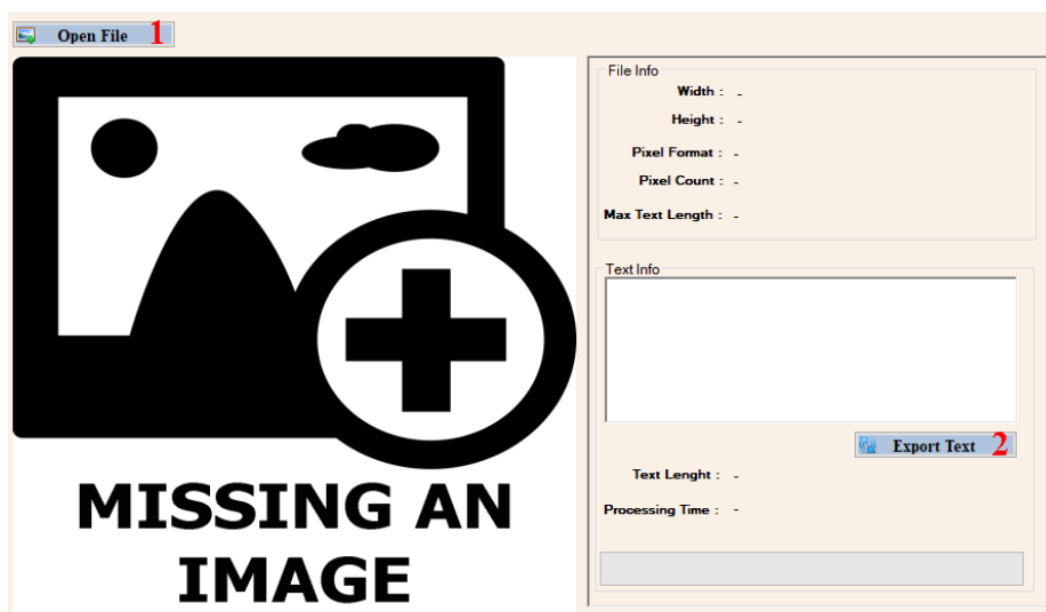 Open File 1
MISSING AN
IMAGE
File Info
Width : -
Height : -
Pixel Format : -
Pixel Count : -
Max Text Length : -
Text Info
Export Text 2
Text Lenght : -
Processing Time : -